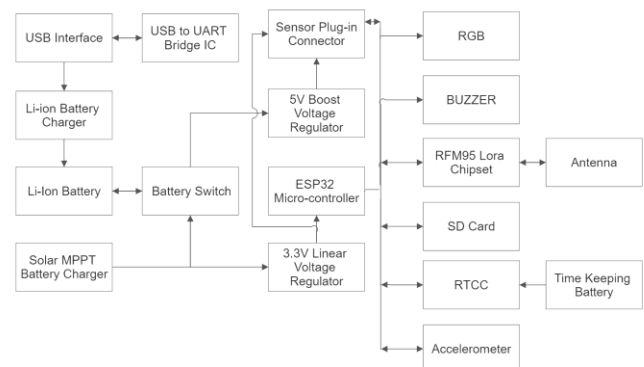 USB Interface
USB to UART
Bridge IC
Sensor Plug-in
Connector
RGB
Li-ion Battery
Charger
5V Boost
Voltage
Regulator
BUZZER
Li-Ion Battery
Battery Switch
ESP32
Micro-controller
RFM95 Lora
Chipset
Antenna
Solar MPPT
Battery Charger
3.3V Linear
Voltage
Regulator
SD Card
RTCC
Time Keeping
Battery
Accelerometer